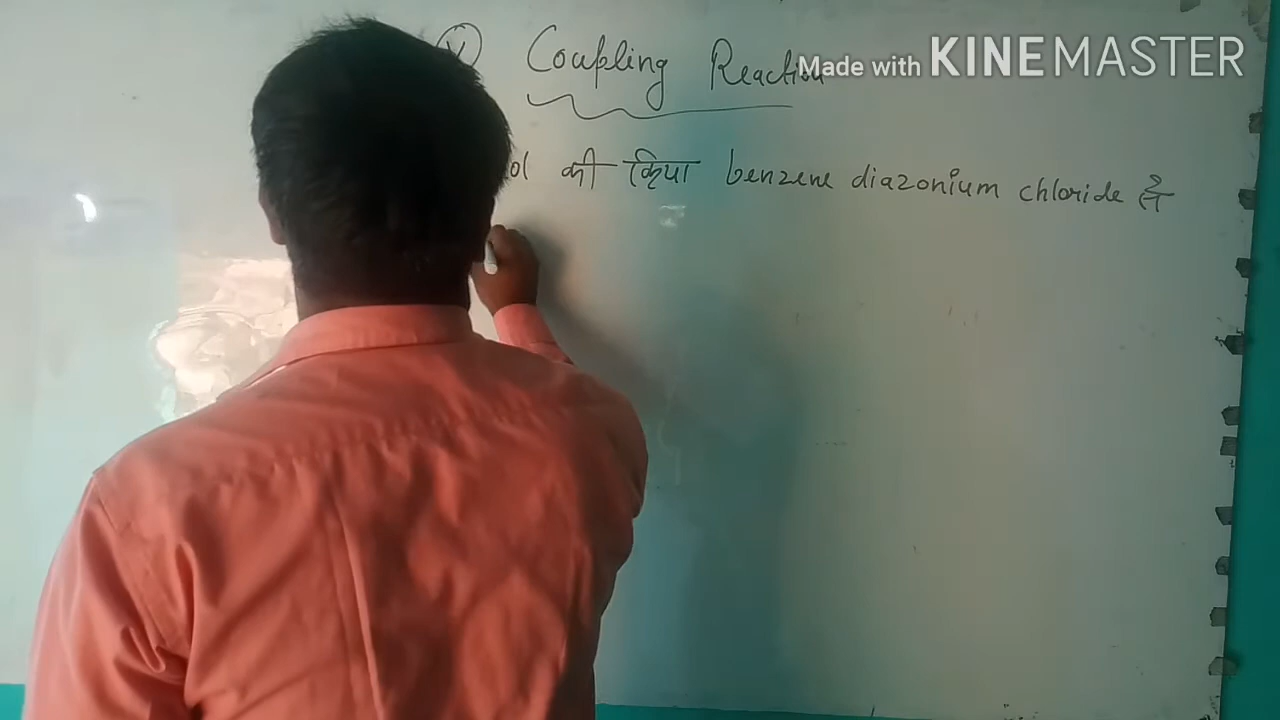 V Coupling Reaction
Made with KINEMASTER
ol की क्रिया benzene diazonium chloride से